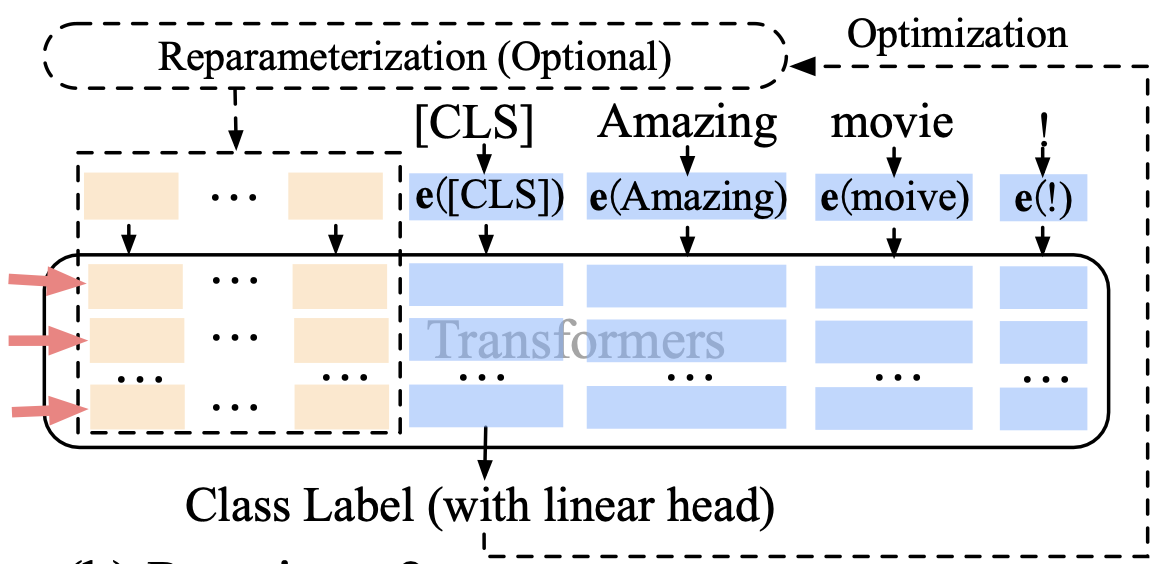 Reparameterization (Optional)
Optimization
[CLS] Amazing movie !
... e([CLS]) e(Amazing) e(moive) e(!)
...
Transformers
...
... ... ... ... ... ...
...
Class Label (with linear head)